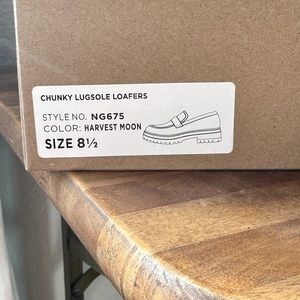 CHUNKY LUGSOLE LOAFERS
STYLE NO. NG675
COLOR: HARVEST MOON
SIZE 8½